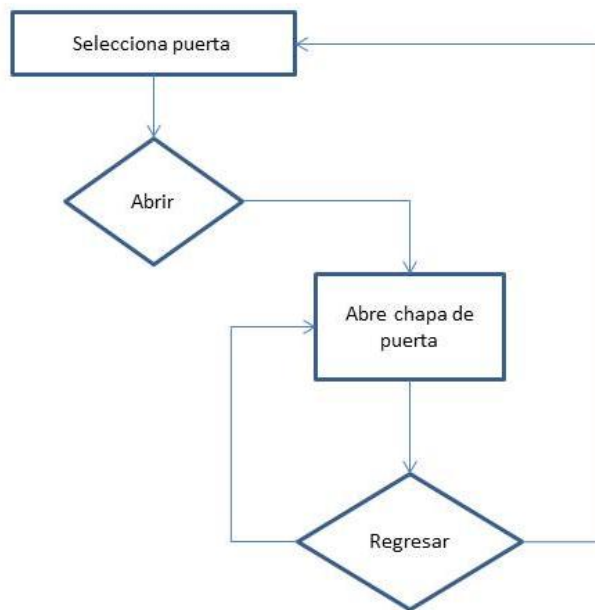 Selecciona puerta
Abrir
Abre chapa de
puerta
Regresar